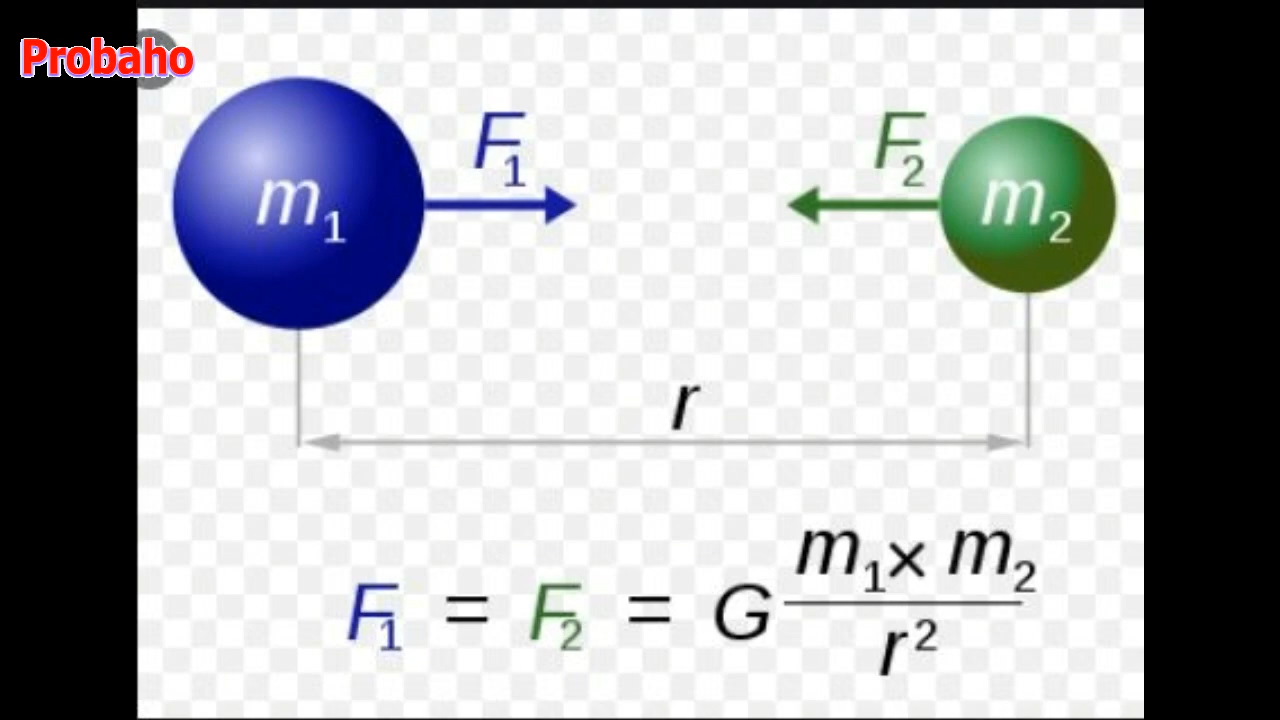 Probaho
F₁
F₂
m₁
m₂
r
F₁ = F₂ = G m₁× m₂ / r²